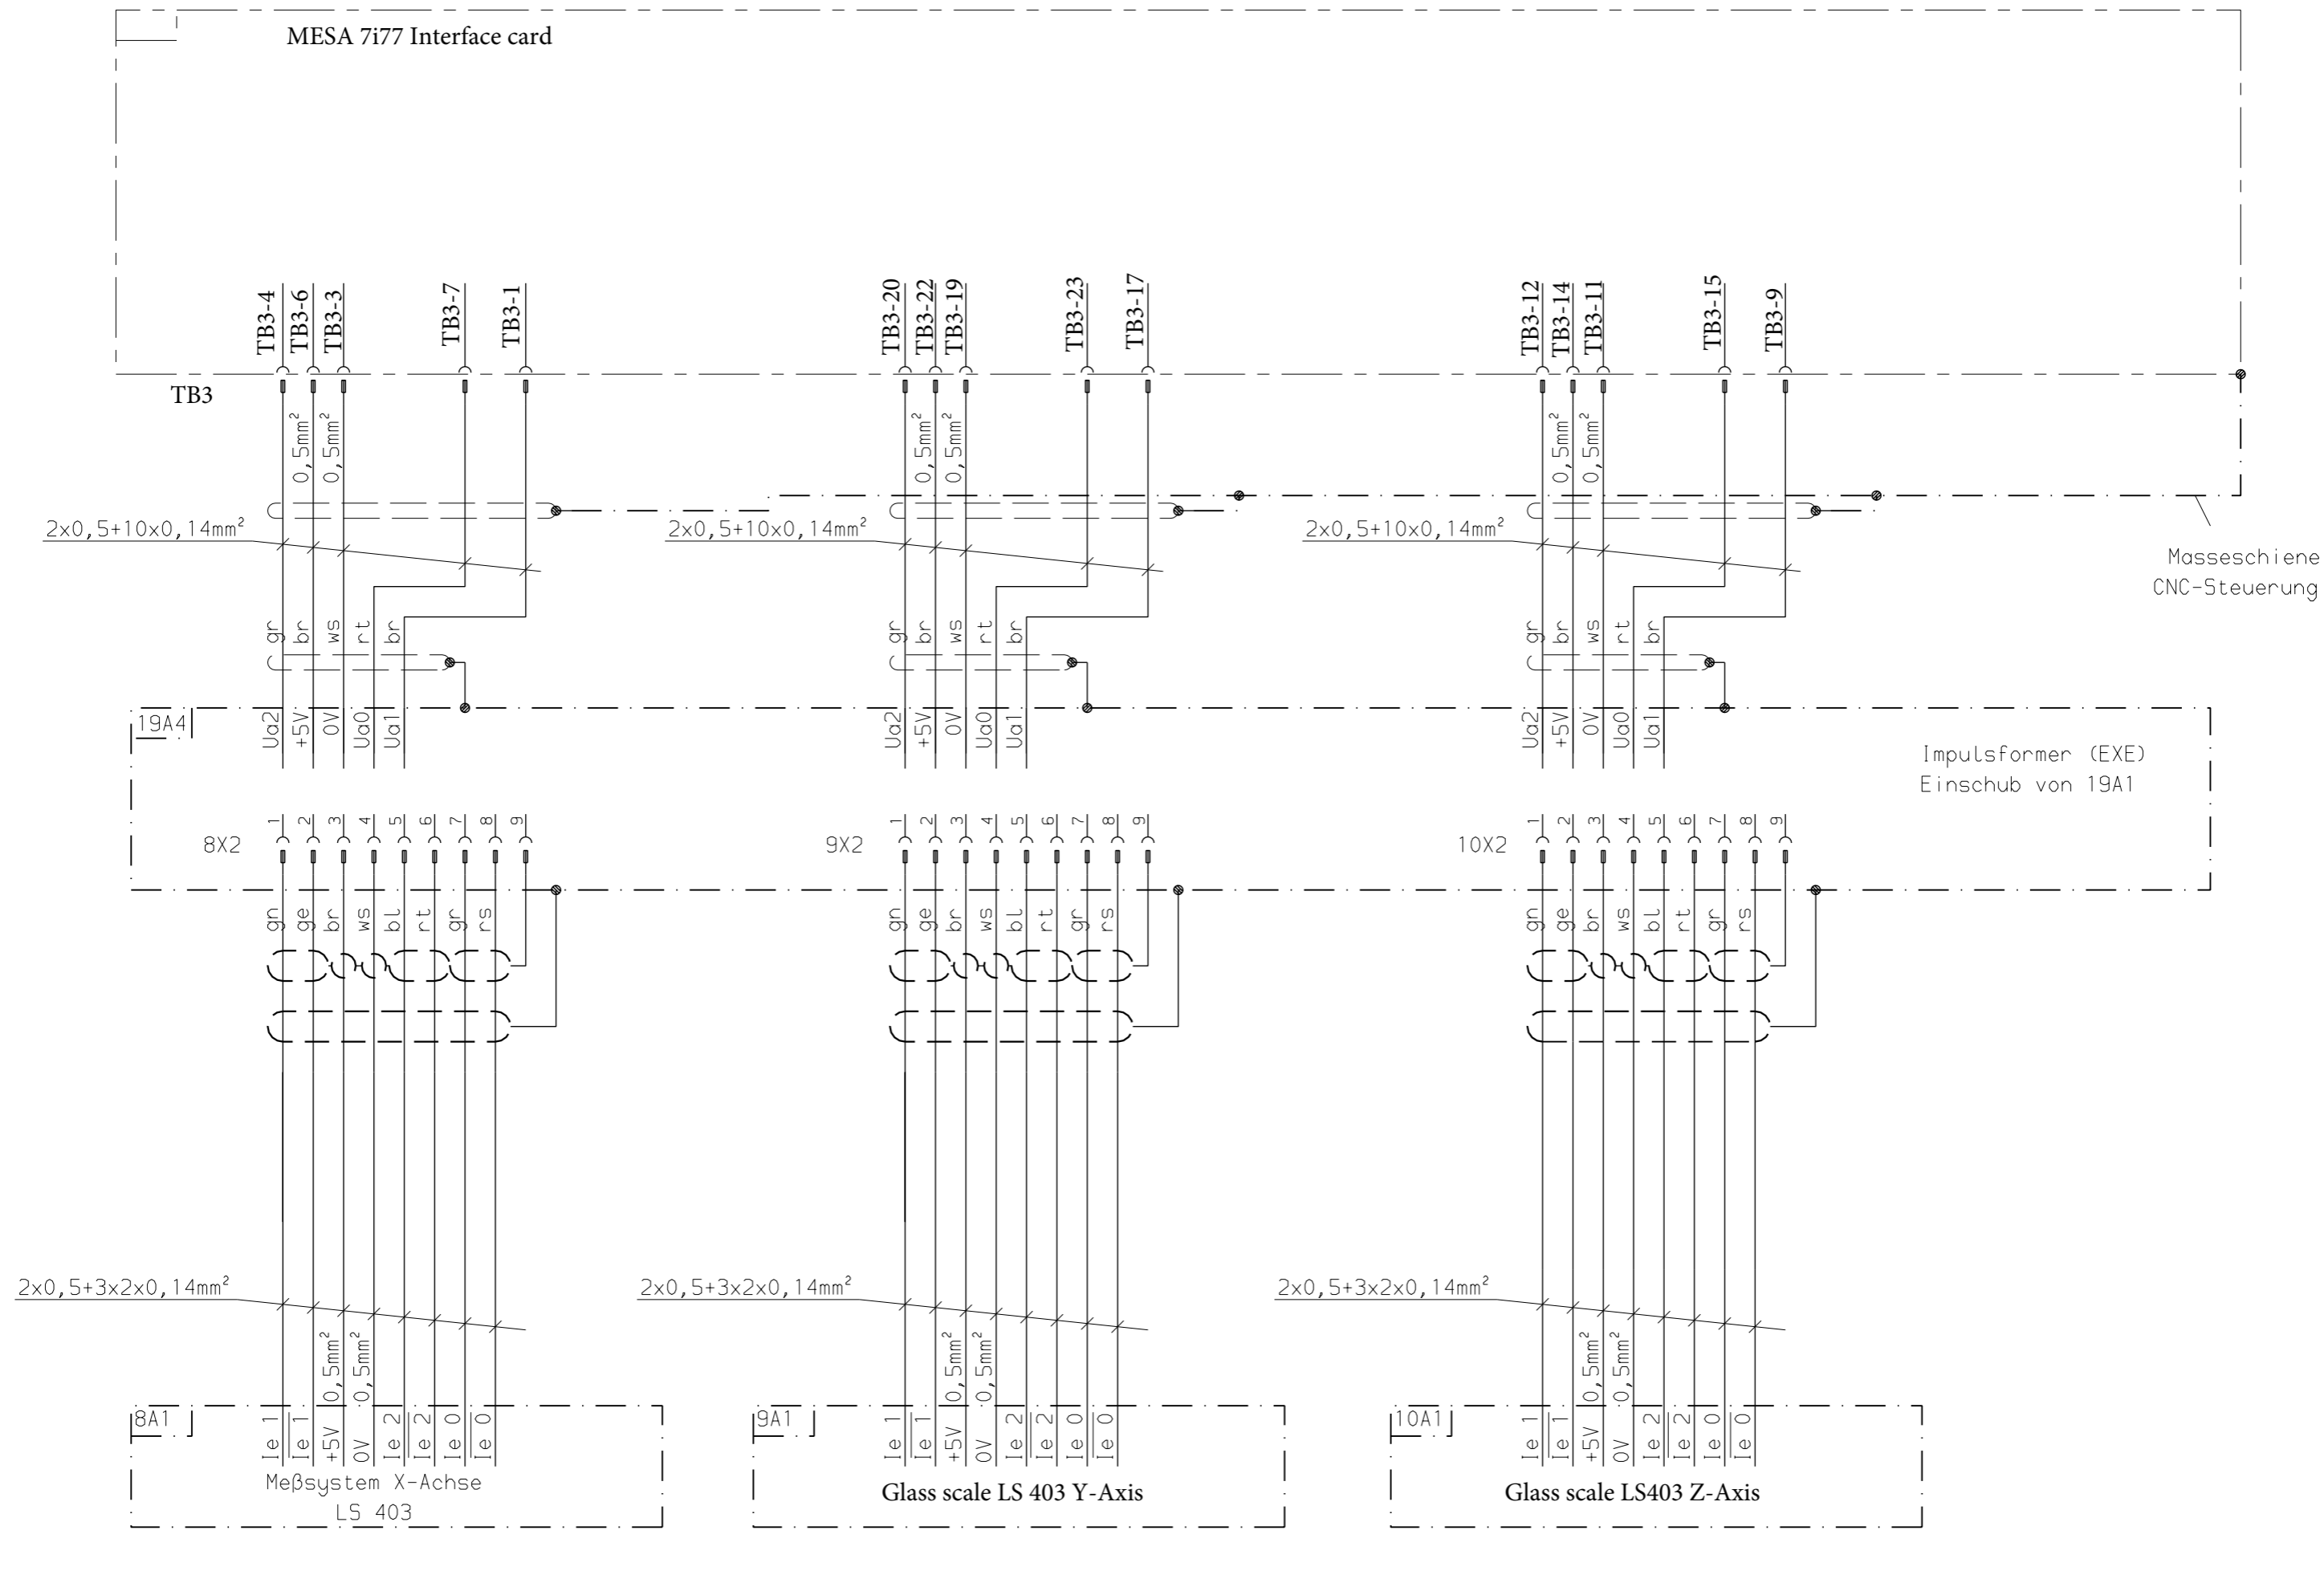 MESA 7i77 Interface card
TB3-4
TB3-6
TB3-3
TB3-7
TB3-1
TB3-20
TB3-22
TB3-19
TB3-23
TB3-17
TB3-12
TB3-14
TB3-11
TB3-15
TB3-9
TB3
0,5mm²
0,5mm²
0,5mm²
0,5mm²
0,5mm²
0,5mm²
2x0,5+10x0,14mm²
2x0,5+10x0,14mm²
2x0,5+10x0,14mm²
Masseschiene
CNC-Steuerung
gr
br
ws
rt
br
gr
br
ws
rt
br
gr
br
ws
rt
br
19A4
Ua2
+5V
0V
Ua0
Ua1
Ua2
+5V
0V
Ua0
Ua1
Ua2
+5V
0V
Ua0
Ua1
Impulsformer (EXE)
Einschub von 19A1
8X2
1
2
3
4
5
6
7
8
9
9X2
1
2
3
4
5
6
7
8
9
10X2
1
2
3
4
5
6
7
8
9
gn
ge
br
ws
bl
rt
gr
rs
gn
ge
br
ws
bl
rt
gr
rs
gn
ge
br
ws
bl
rt
gr
rs
2x0,5+3x2x0,14mm²
2x0,5+3x2x0,14mm²
2x0,5+3x2x0,14mm²
8A1
Ie 1
Ie 1
+5V 0,5mm²
0V 0,5mm²
Ie 2
Ie 2
Ie 0
Ie 0
Meßsystem X-Achse
LS 403
9A1
Ie 1
Ie 1
+5V 0,5mm²
0V 0,5mm²
Ie 2
Ie 2
Ie 0
Ie 0
Glass scale LS 403 Y-Axis
10A1
Ie 1
Ie 1
+5V 0,5mm²
0V 0,5mm²
Ie 2
Ie 2
Ie 0
Ie 0
Glass scale LS403 Z-Axis